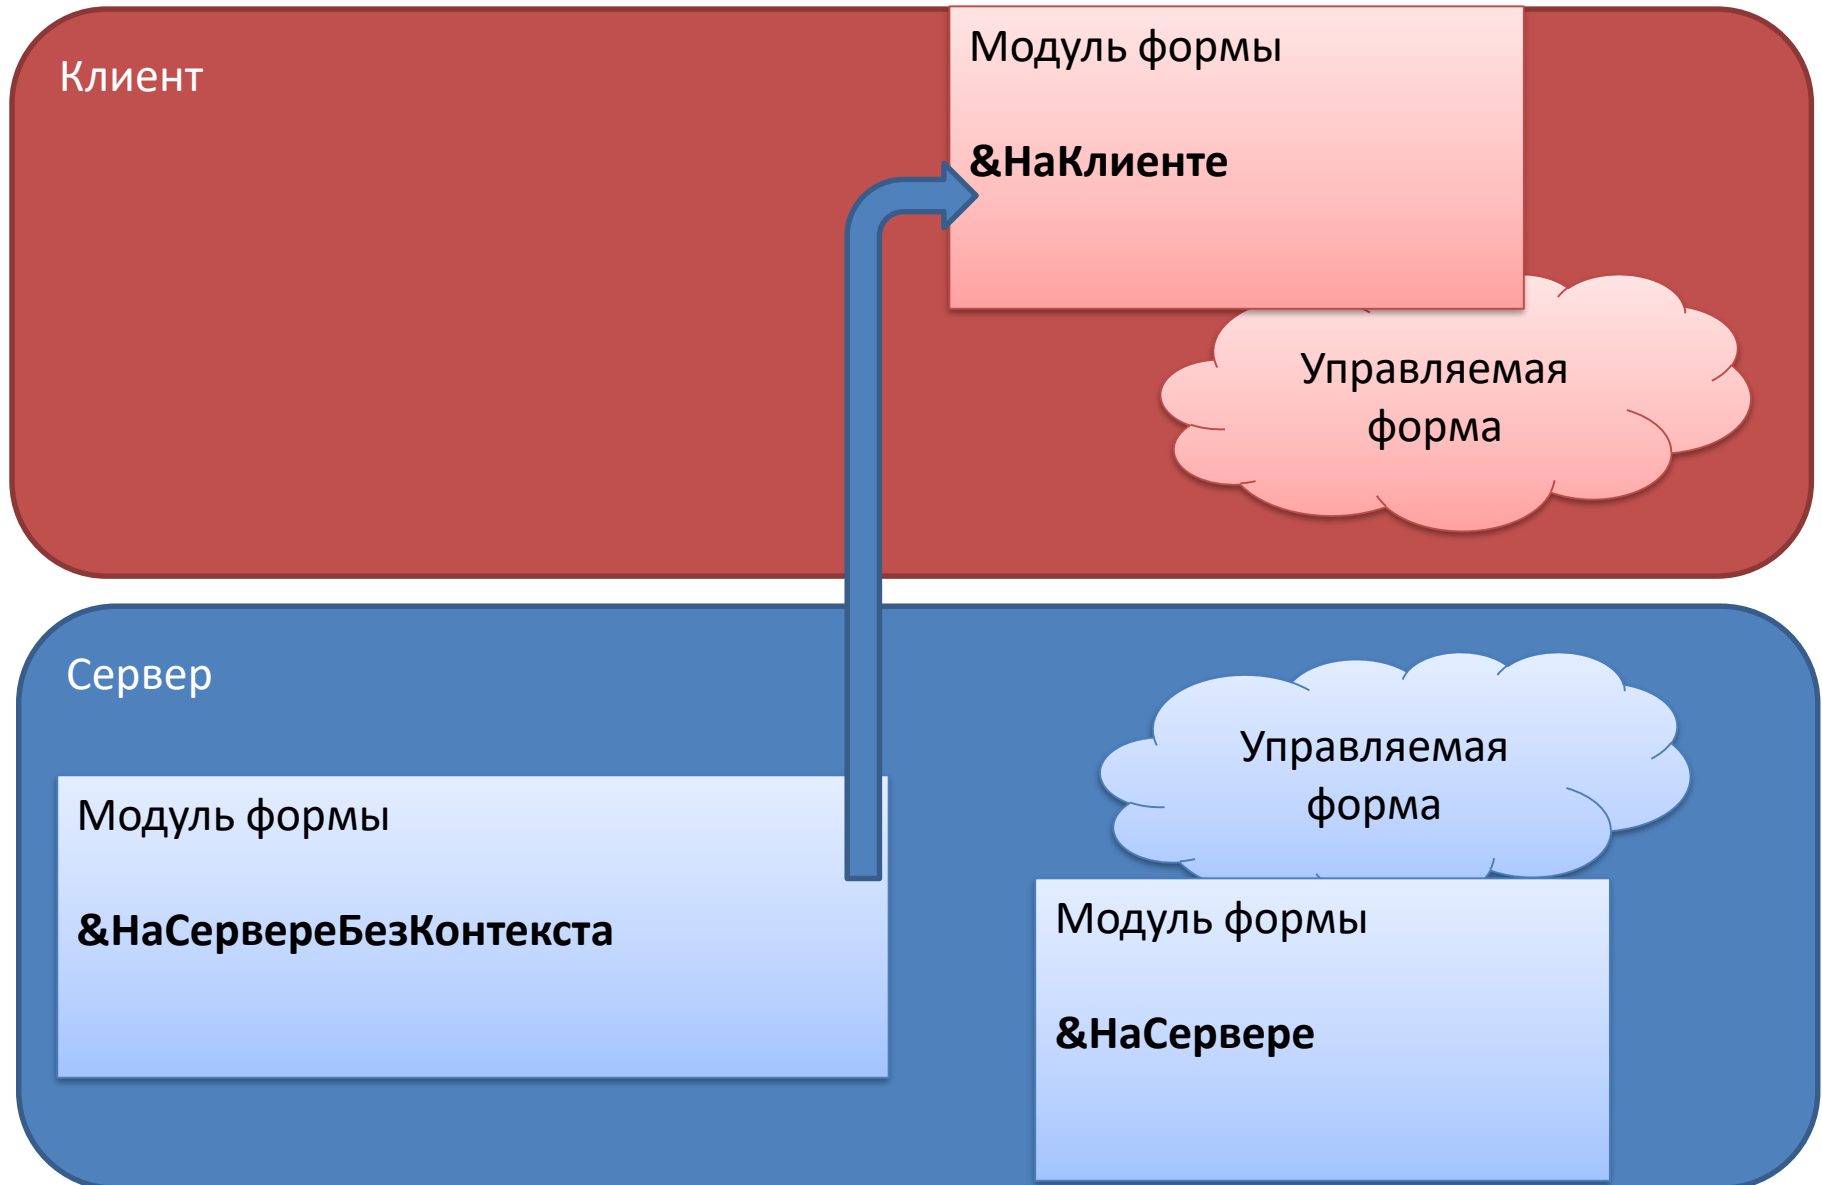 Клиент
Модуль формы
&НаКлиенте
Управляемая
форма
Сервер
Модуль формы
&НаСервереБезКонтекста
Управляемая
форма
Модуль формы
&НаСервере